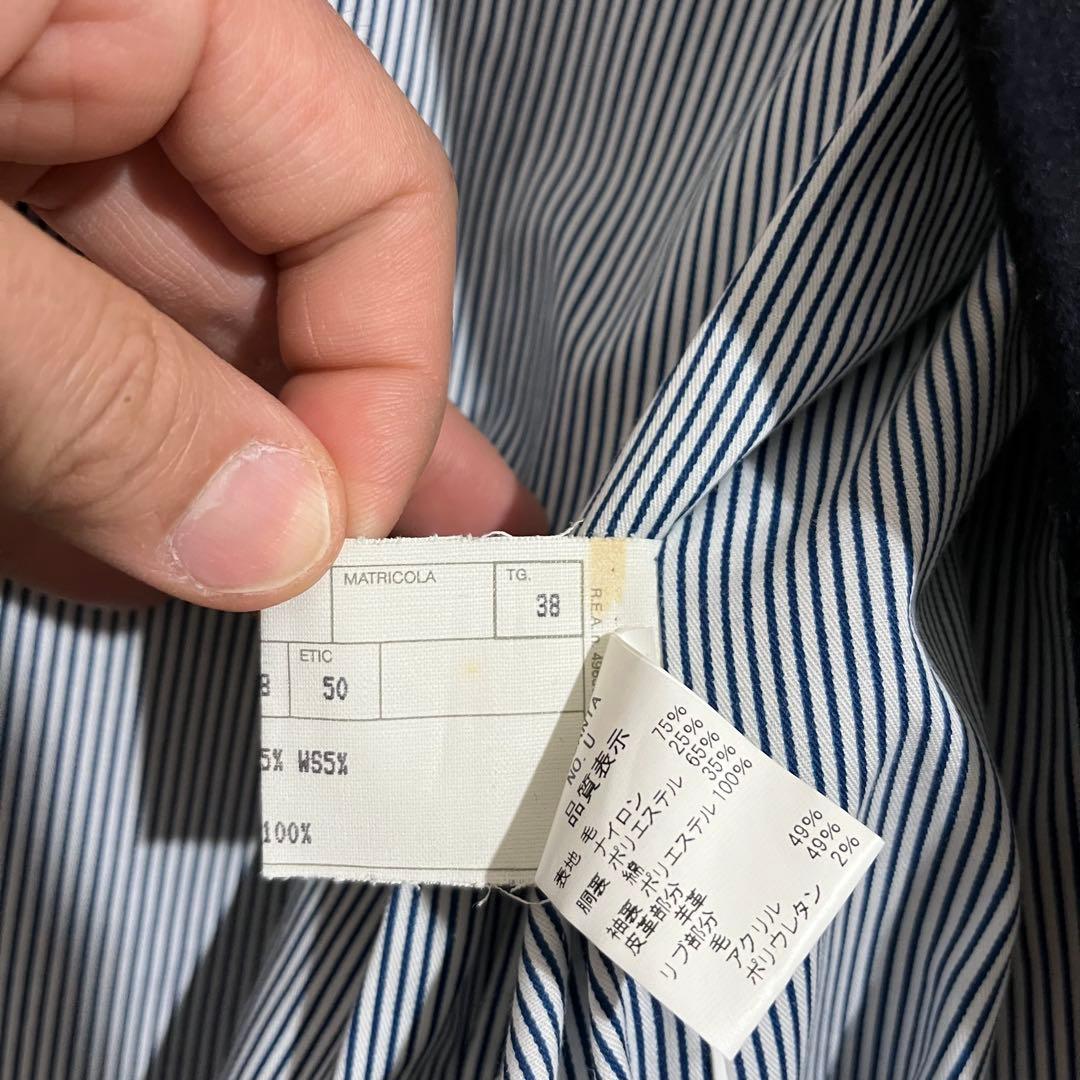 MATRICOLA
TG.
38
ETIC
50
5% WS5%
100%
NO. U
品質表示
表地 毛 75%
ナイロン 25%
胴裏 ポリエステル 65%
綿 35%
袖裏 ポリエステル 100%
皮革部分 羊革
リブ部分 毛 49%
アクリル 49%
ポリウレタン 2%